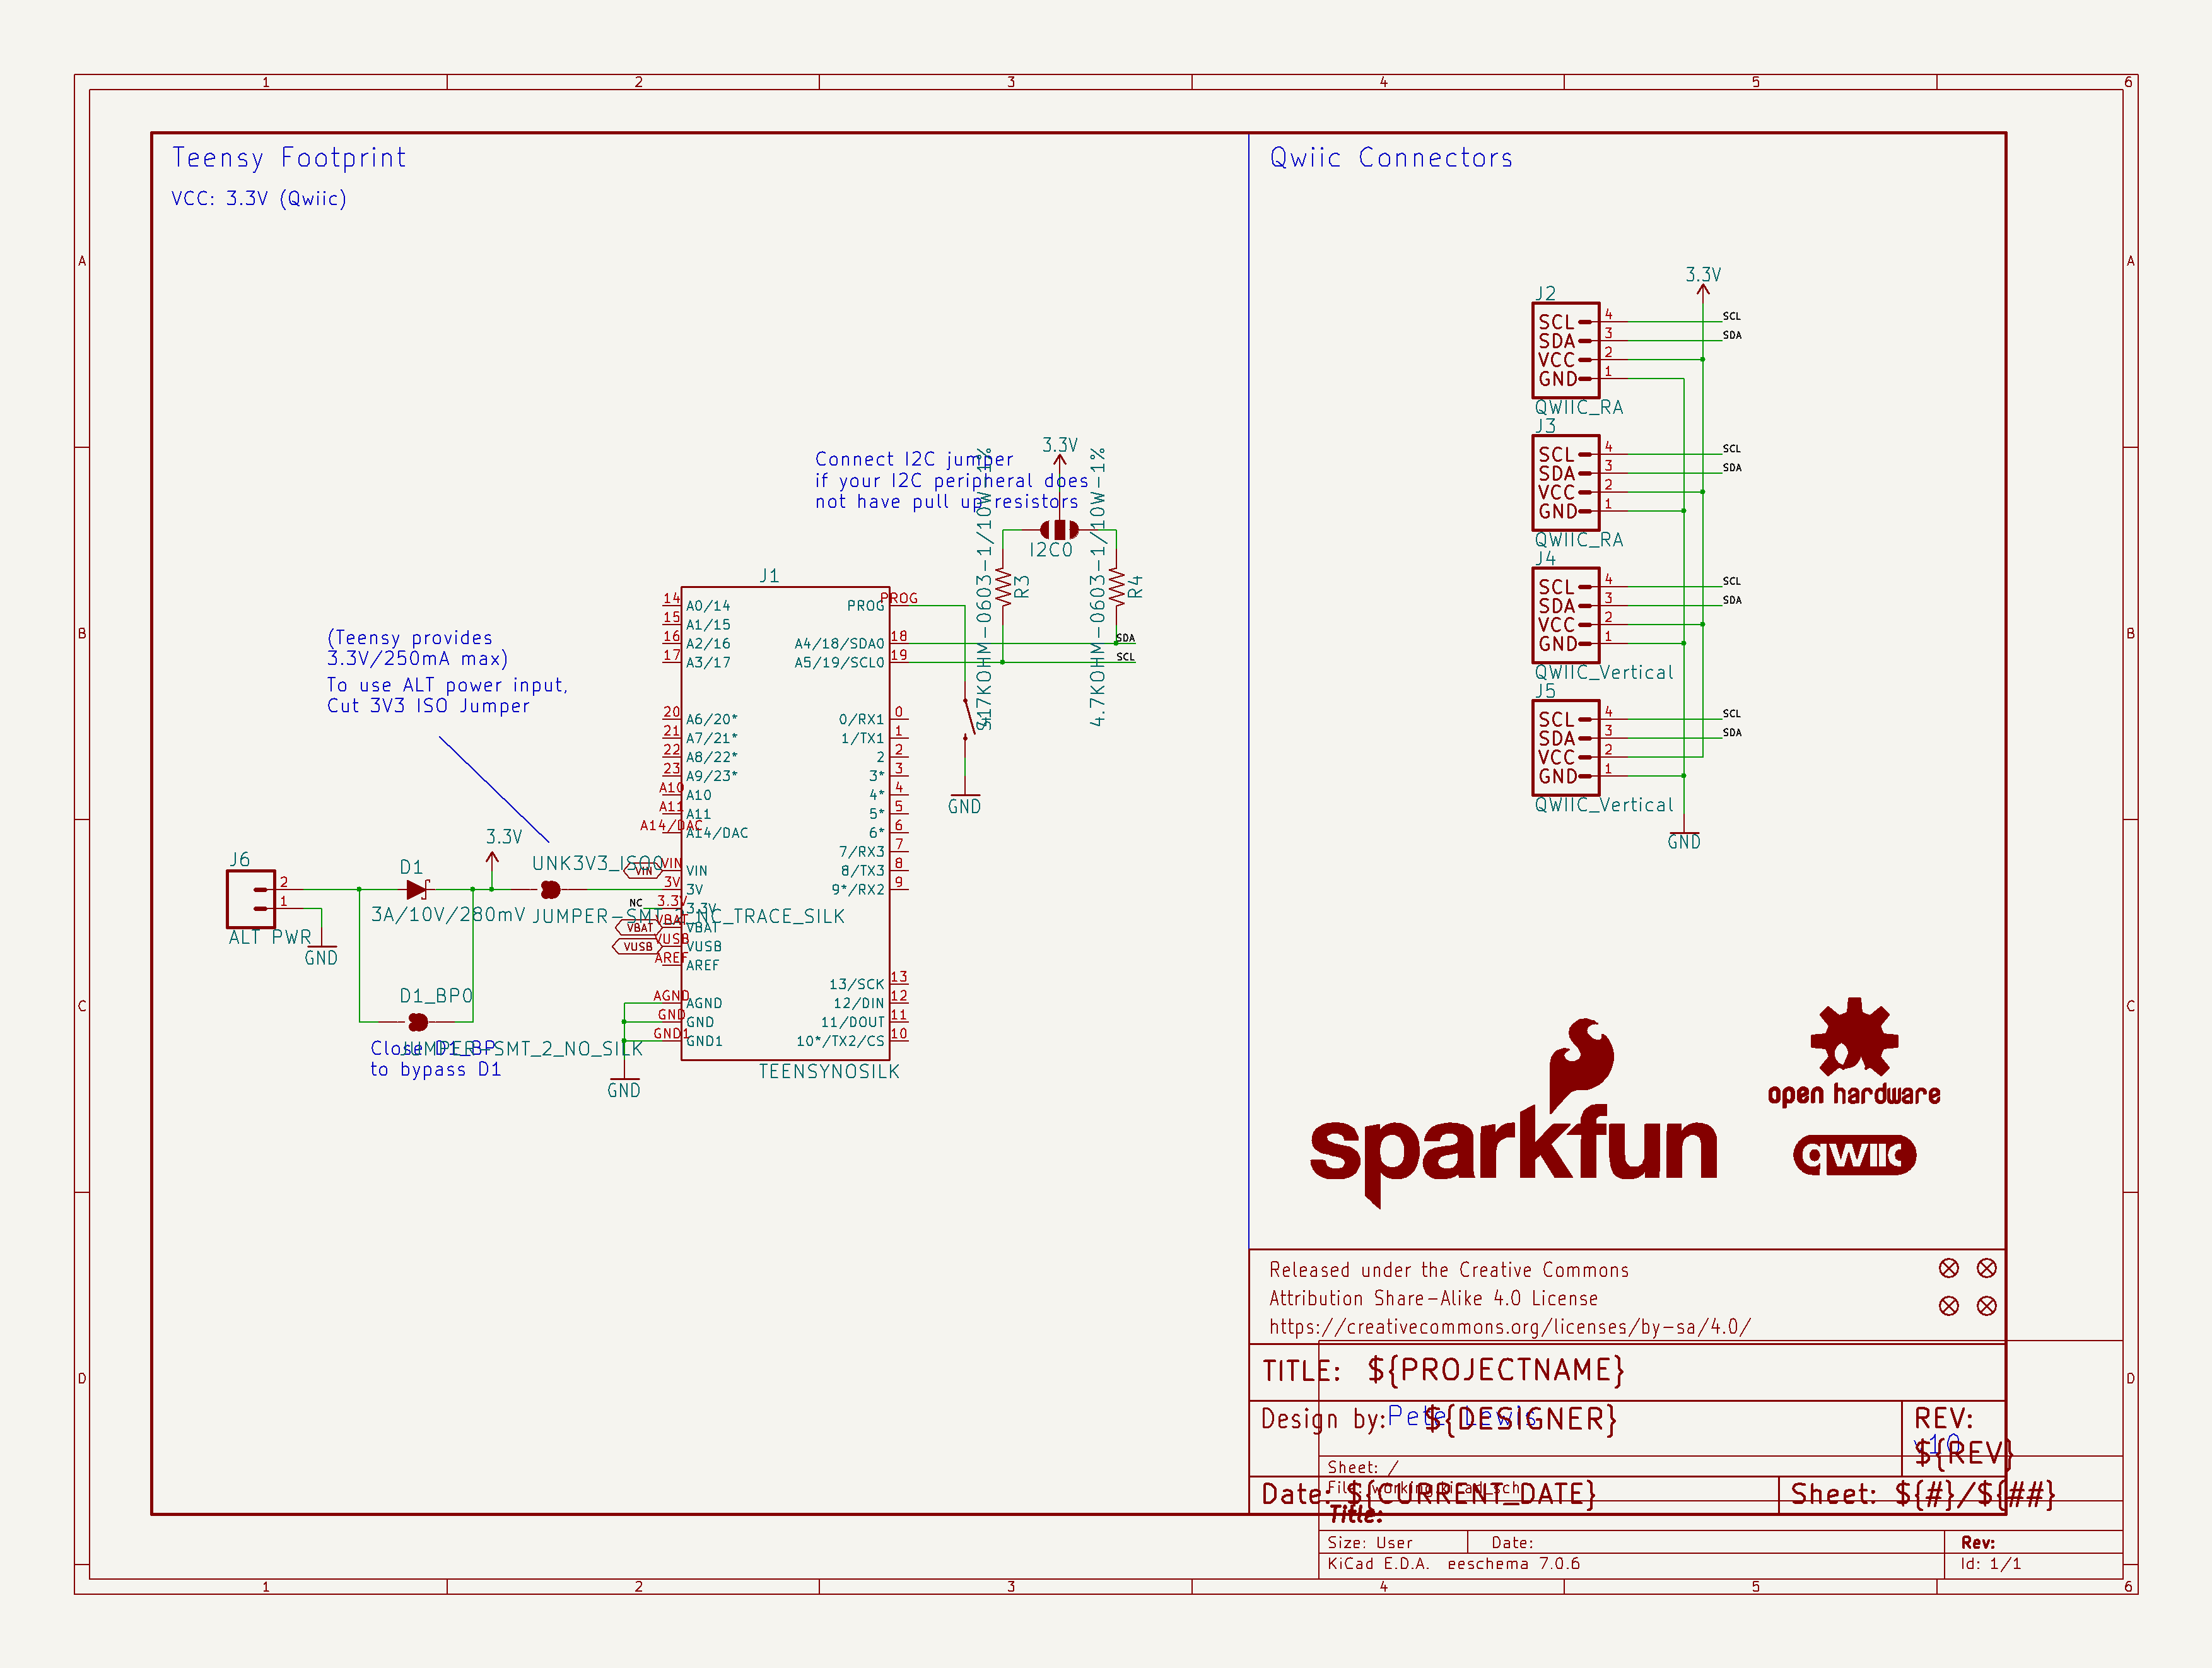 1 2 3 4 5 6
A A
B B
C C
D D
Teensy Footprint
VCC: 3.3V (Qwiic)
Connect I2C jumper
if your I2C peripheral does
not have pull up resistors
3.3V
I2C0
R3
4.7KOHM-0603-1/10W-1%
R4
(Teensy provides
3.3V/250mA max)
To use ALT power input,
Cut 3V3 ISO Jumper
J1
14 A0/14
15 A1/15
16 A2/16
17 A3/17
20 A6/20*
21 A7/21*
22 A8/22*
23 A9/23*
A10 A10
A11 A11
A14/DAC A14/DAC
VIN VIN VIN
3V 3V
NC 3.3V 3.3V
VBAT VBAT VBAT
VUSB VUSB VUSB
AREF AREF
AGND AGND
GND GND
GND1 GND1
GND
PROG PROG
A4/18/SDA0 18 SDA
A5/19/SCL0 19 SCL
0/RX1 0
1/TX1 1
2 2
3* 3
4* 4
5* 5
6* 6
7/RX3 7
8/TX3 8
9*/RX2 9
13/SCK 13
12/DIN 12
11/DOUT 11
10*/TX2/CS 10
TEENSYNOSILK
GND
J6
2
1
ALT PWR
GND
D1
3A/10V/280mV
3.3V
UNK3V3_ISO0
JUMPER-SMT_2_NC_TRACE_SILK
D1_BP0
JUMPER-SMT_2_NO_SILK
Close D1_BP
to bypass D1
Qwiic Connectors
3.3V
J2
SCL 4 SCL
SDA 3 SDA
VCC 2
GND 1
QWIIC_RA
J3
SCL 4 SCL
SDA 3 SDA
VCC 2
GND 1
QWIIC_RA
J4
SCL 4 SCL
SDA 3 SDA
VCC 2
GND 1
QWIIC_Vertical
J5
SCL 4 SCL
SDA 3 SDA
VCC 2
GND 1
QWIIC_Vertical
GND
sparkfun
open hardware
qwiic
Released under the Creative Commons
Attribution Share-Alike 4.0 License
https://creativecommons.org/licenses/by-sa/4.0/
TITLE: ${PROJECTNAME}
Design by: Pete Lewis ${DESIGNER}
REV:
v10
${REV}
Date: ${CURRENT_DATE}
Sheet: ${#}/${##}
Sheet: /
File: working.kicad_sch
Title:
Size: User Date: Rev:
KiCad E.D.A. eeschema 7.0.6 Id: 1/1
1 2 3 4 5 6